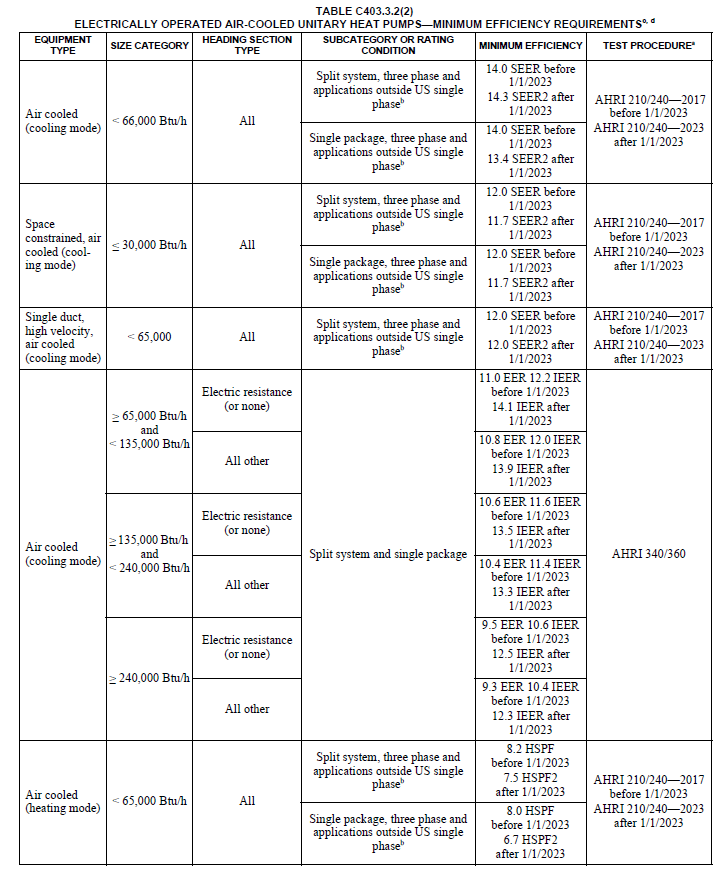 TABLE C403.3.2(2)
ELECTRICALLY OPERATED AIR-COOLED UNITARY HEAT PUMPS—MINIMUM EFFICIENCY REQUIREMENTSᵒ, ᵈ
EQUIPMENT
TYPE
SIZE CATEGORY
HEADING SECTION
TYPE
SUBCATEGORY OR RATING
CONDITION
MINIMUM EFFICIENCY
TEST PROCEDUREᵃ
Air cooled
(cooling mode)
< 66,000 Btu/h
All
Split system, three phase and
applications outside US single
phaseᵇ
14.0 SEER before
1/1/2023
14.3 SEER2 after
1/1/2023
AHRI 210/240—2017
before 1/1/2023
AHRI 210/240—2023
after 1/1/2023
Single package, three phase and
applications outside US single
phaseᵇ
14.0 SEER before
1/1/2023
13.4 SEER2 after
1/1/2023
Space
constrained, air
cooled (cool-
ing mode)
≤ 30,000 Btu/h
All
Split system, three phase and
applications outside US single
phaseᵇ
12.0 SEER before
1/1/2023
11.7 SEER2 after
1/1/2023
AHRI 210/240—2017
before 1/1/2023
AHRI 210/240—2023
after 1/1/2023
Single package, three phase and
applications outside US single
phaseᵇ
12.0 SEER before
1/1/2023
11.7 SEER2 after
1/1/2023
Single duct,
high velocity,
air cooled
(cooling mode)
< 65,000
All
Split system, three phase and
applications outside US single
phaseᵇ
12.0 SEER before
1/1/2023
12.0 SEER2 after
1/1/2023
AHRI 210/240—2017
before 1/1/2023
AHRI 210/240—2023
after 1/1/2023
Air cooled
(cooling mode)
≥ 65,000 Btu/h
and
< 135,000 Btu/h
Electric resistance
(or none)
Split system and single package
11.0 EER 12.2 IEER
before 1/1/2023
14.1 IEER after
1/1/2023
AHRI 340/360
All other
10.8 EER 12.0 IEER
before 1/1/2023
13.9 IEER after
1/1/2023
≥ 135,000 Btu/h
and
< 240,000 Btu/h
Electric resistance
(or none)
10.6 EER 11.6 IEER
before 1/1/2023
13.5 IEER after
1/1/2023
All other
10.4 EER 11.4 IEER
before 1/1/2023
13.3 IEER after
1/1/2023
≥ 240,000 Btu/h
Electric resistance
(or none)
9.5 EER 10.6 IEER
before 1/1/2023
12.5 IEER after
1/1/2023
All other
9.3 EER 10.4 IEER
before 1/1/2023
12.3 IEER after
1/1/2023
Air cooled
(heating mode)
< 65,000 Btu/h
All
Split system, three phase and
applications outside US single
phaseᵇ
8.2 HSPF
before 1/1/2023
7.5 HSPF2
after 1/1/2023
AHRI 210/240—2017
before 1/1/2023
AHRI 210/240—2023
after 1/1/2023
Single package, three phase and
applications outside US single
phaseᵇ
8.0 HSPF
before 1/1/2023
6.7 HSPF2
after 1/1/2023